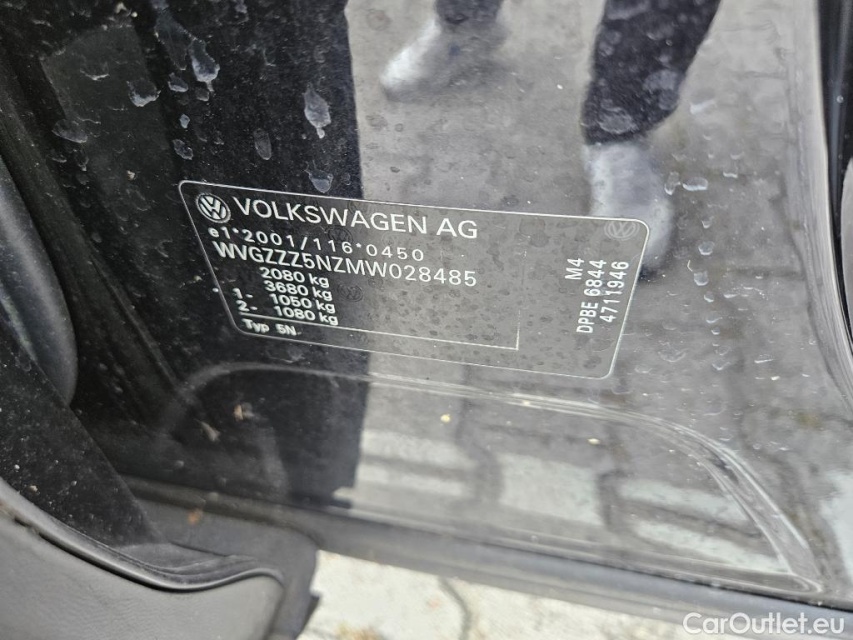 VOLKSWAGEN AG
e1*2001/116*0450
WVGZZZ5NZMW028485
2080 kg
3680 kg
1- 1050 kg
2- 1080 kg
Typ 5N
M4
DPBE 6844
4711946
CarOutlet.eu